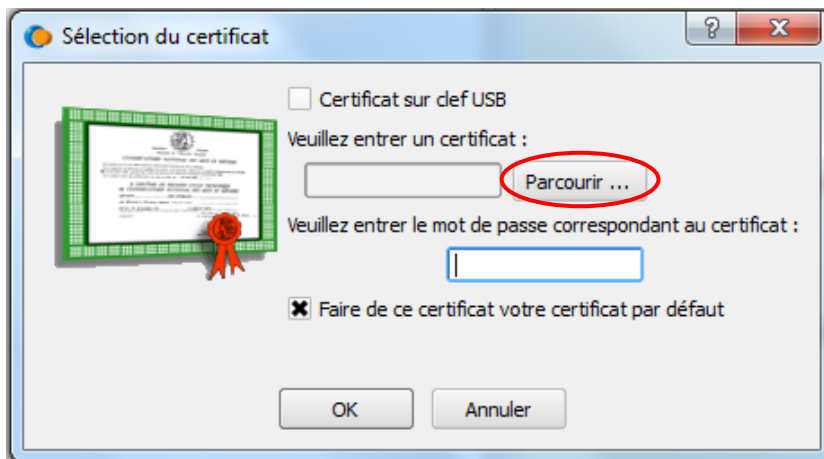 Sélection du certificat
?
X
Certificat sur clef USB
Veuillez entrer un certificat :
Parcourir ...
Veuillez entrer le mot de passe correspondant au certificat :
Faire de ce certificat votre certificat par défaut
OK
Annuler